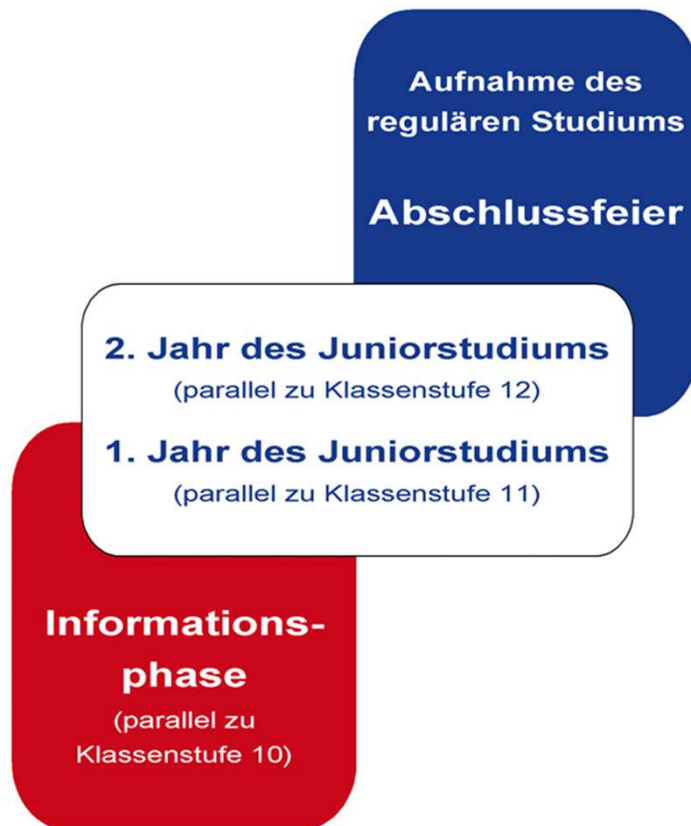 Aufnahme des
regulären Studiums
Abschlussfeier
2. Jahr des Juniorstudiums
(parallel zu Klassenstufe 12)
1. Jahr des Juniorstudiums
(parallel zu Klassenstufe 11)
Informations-
phase
(parallel zu
Klassenstufe 10)